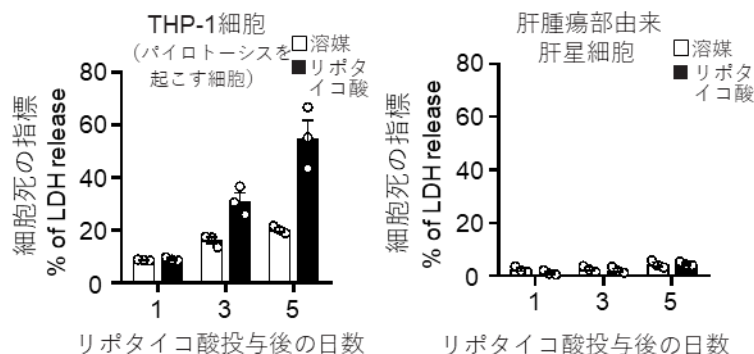 THP-1細胞
(パイロトーシスを
起こす細胞)
溶媒
リポタ
イコ酸
細胞死の指標
% of LDH release
80
60
40
20
0
1
3
5
リポタイコ酸投与後の日数
肝腫瘍部由来
肝星細胞
溶媒
リポタ
イコ酸
細胞死の指標
% of LDH release
80
60
40
20
0
1
3
5
リポタイコ酸投与後の日数